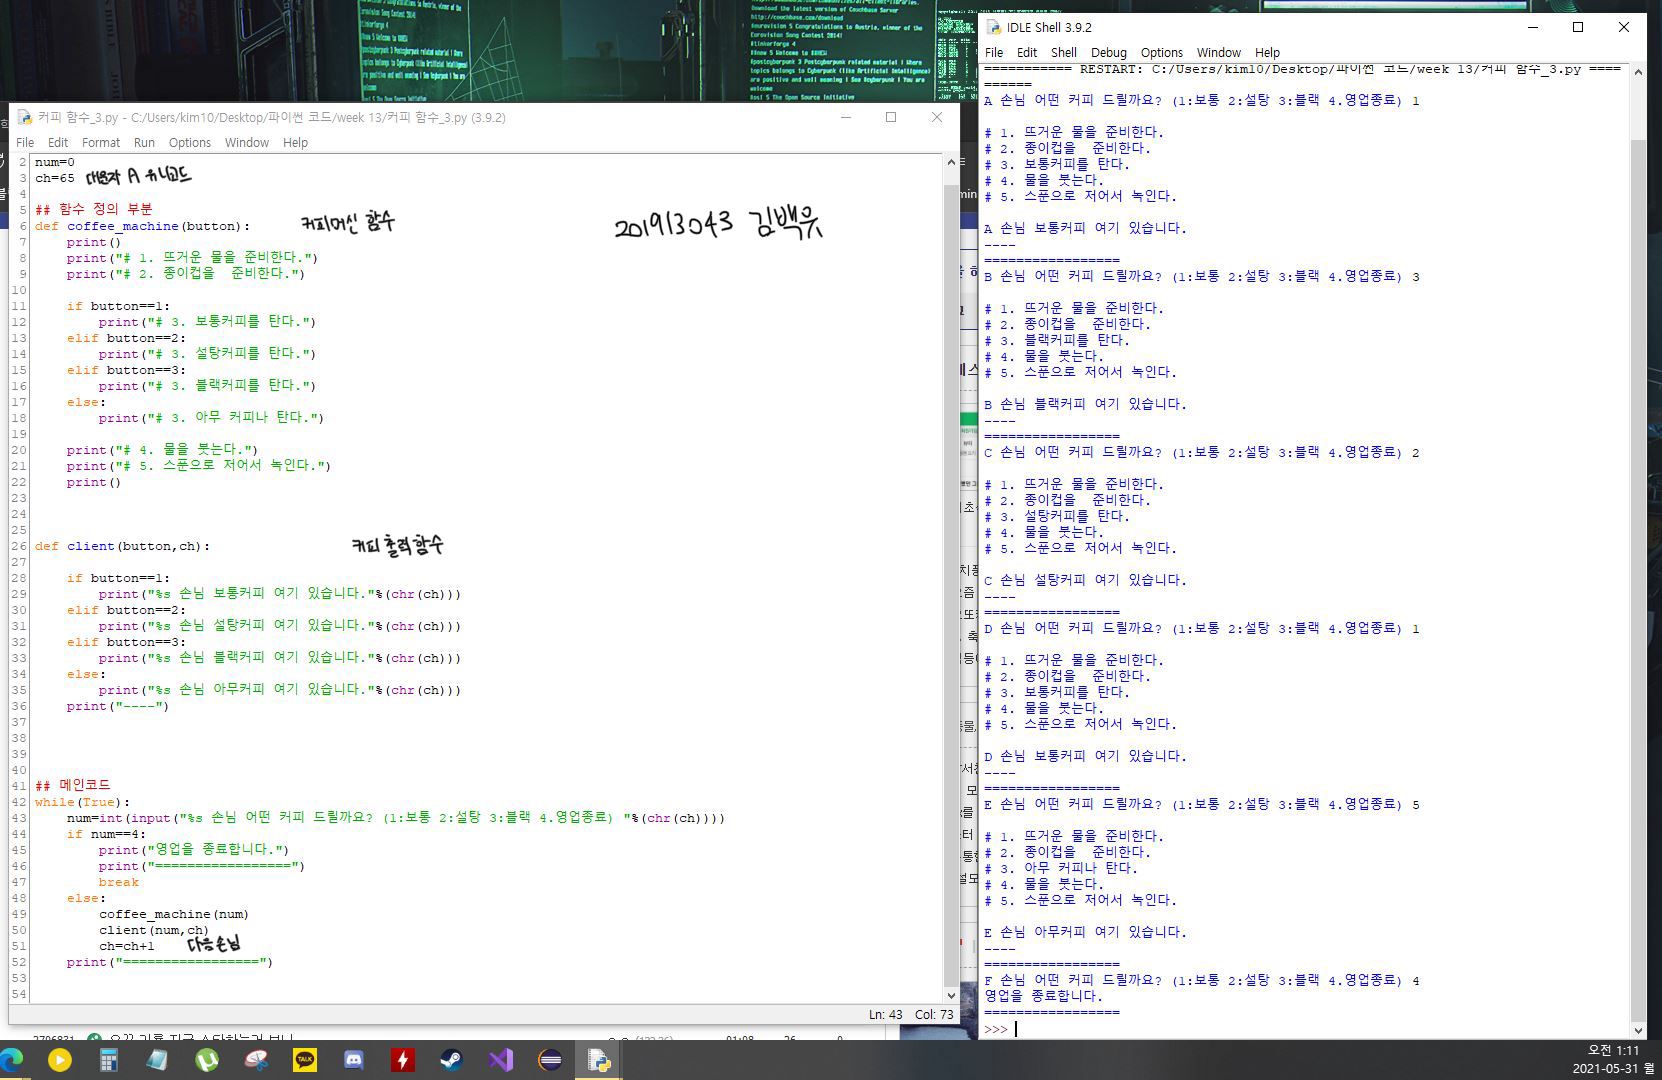 Couchbase Server
http://couchbase.com/download
커피 함수_3.py - C:/Users/kim10/Desktop/파이썬 코드/week 13/커피 함수_3.py (3.9.2)
File Edit Format Run Options Window Help
2 num=0
3 ch=65 대문자 A 유니코드
4
5 ## 함수 정의 부분
6 def coffee_machine(button): 커피머신 함수
201913043 김백유
7 print()
8 print("# 1. 뜨거운 물을 준비한다.")
9 print("# 2. 종이컵을  준비한다.")
10
11 if button==1:
12 print("# 3. 보통커피를 탄다.")
13 elif button==2:
14 print("# 3. 설탕커피를 탄다.")
15 elif button==3:
16 print("# 3. 블랙커피를 탄다.")
17 else:
18 print("# 3. 아무 커피나 탄다.")
19
20 print("# 4. 물을 붓는다.")
21 print("# 5. 스푼으로 저어서 녹인다.")
22 print()
23
24
25
26 def client(button,ch): 커피 출력 함수
27
28 if button==1:
29 print("%s 손님 보통커피 여기 있습니다."%(chr(ch)))
30 elif button==2:
31 print("%s 손님 설탕커피 여기 있습니다."%(chr(ch)))
32 elif button==3:
33 print("%s 손님 블랙커피 여기 있습니다."%(chr(ch)))
34 else:
35 print("%s 손님 아무커피 여기 있습니다."%(chr(ch)))
36 print("----")
37
38
39
40
41 ## 메인코드
42 while(True):
43 num=int(input("%s 손님 어떤 커피 드릴까요? (1:보통 2:설탕 3:블랙 4.영업종료) "%(chr(ch))))
44 if num==4:
45 print("영업을 종료합니다.")
46 print("=================")
47 break
48 else:
49 coffee_machine(num)
50 client(num,ch)
51 ch=ch+1 다음손님
52 print("=================")
53
54
Ln: 43 Col: 73
IDLE Shell 3.9.2
File Edit Shell Debug Options Window Help
=========== RESTART: C:/Users/kim10/Desktop/파이썬 코드/week 13/커피 함수_3.py ====
======
A 손님 어떤 커피 드릴까요? (1:보통 2:설탕 3:블랙 4.영업종료) 1
# 1. 뜨거운 물을 준비한다.
# 2. 종이컵을  준비한다.
# 3. 보통커피를 탄다.
# 4. 물을 붓는다.
# 5. 스푼으로 저어서 녹인다.
A 손님 보통커피 여기 있습니다.
----
=================
B 손님 어떤 커피 드릴까요? (1:보통 2:설탕 3:블랙 4.영업종료) 3
# 1. 뜨거운 물을 준비한다.
# 2. 종이컵을  준비한다.
# 3. 블랙커피를 탄다.
# 4. 물을 붓는다.
# 5. 스푼으로 저어서 녹인다.
B 손님 블랙커피 여기 있습니다.
----
=================
C 손님 어떤 커피 드릴까요? (1:보통 2:설탕 3:블랙 4.영업종료) 2
# 1. 뜨거운 물을 준비한다.
# 2. 종이컵을  준비한다.
# 3. 설탕커피를 탄다.
# 4. 물을 붓는다.
# 5. 스푼으로 저어서 녹인다.
C 손님 설탕커피 여기 있습니다.
----
=================
D 손님 어떤 커피 드릴까요? (1:보통 2:설탕 3:블랙 4.영업종료) 1
# 1. 뜨거운 물을 준비한다.
# 2. 종이컵을  준비한다.
# 3. 보통커피를 탄다.
# 4. 물을 붓는다.
# 5. 스푼으로 저어서 녹인다.
D 손님 보통커피 여기 있습니다.
----
=================
E 손님 어떤 커피 드릴까요? (1:보통 2:설탕 3:블랙 4.영업종료) 5
# 1. 뜨거운 물을 준비한다.
# 2. 종이컵을  준비한다.
# 3. 아무 커피나 탄다.
# 4. 물을 붓는다.
# 5. 스푼으로 저어서 녹인다.
E 손님 아무커피 여기 있습니다.
----
=================
F 손님 어떤 커피 드릴까요? (1:보통 2:설탕 3:블랙 4.영업종료) 4
영업을 종료합니다.
=================
>>>
TALK
오전 1:11
2021-05-31 월